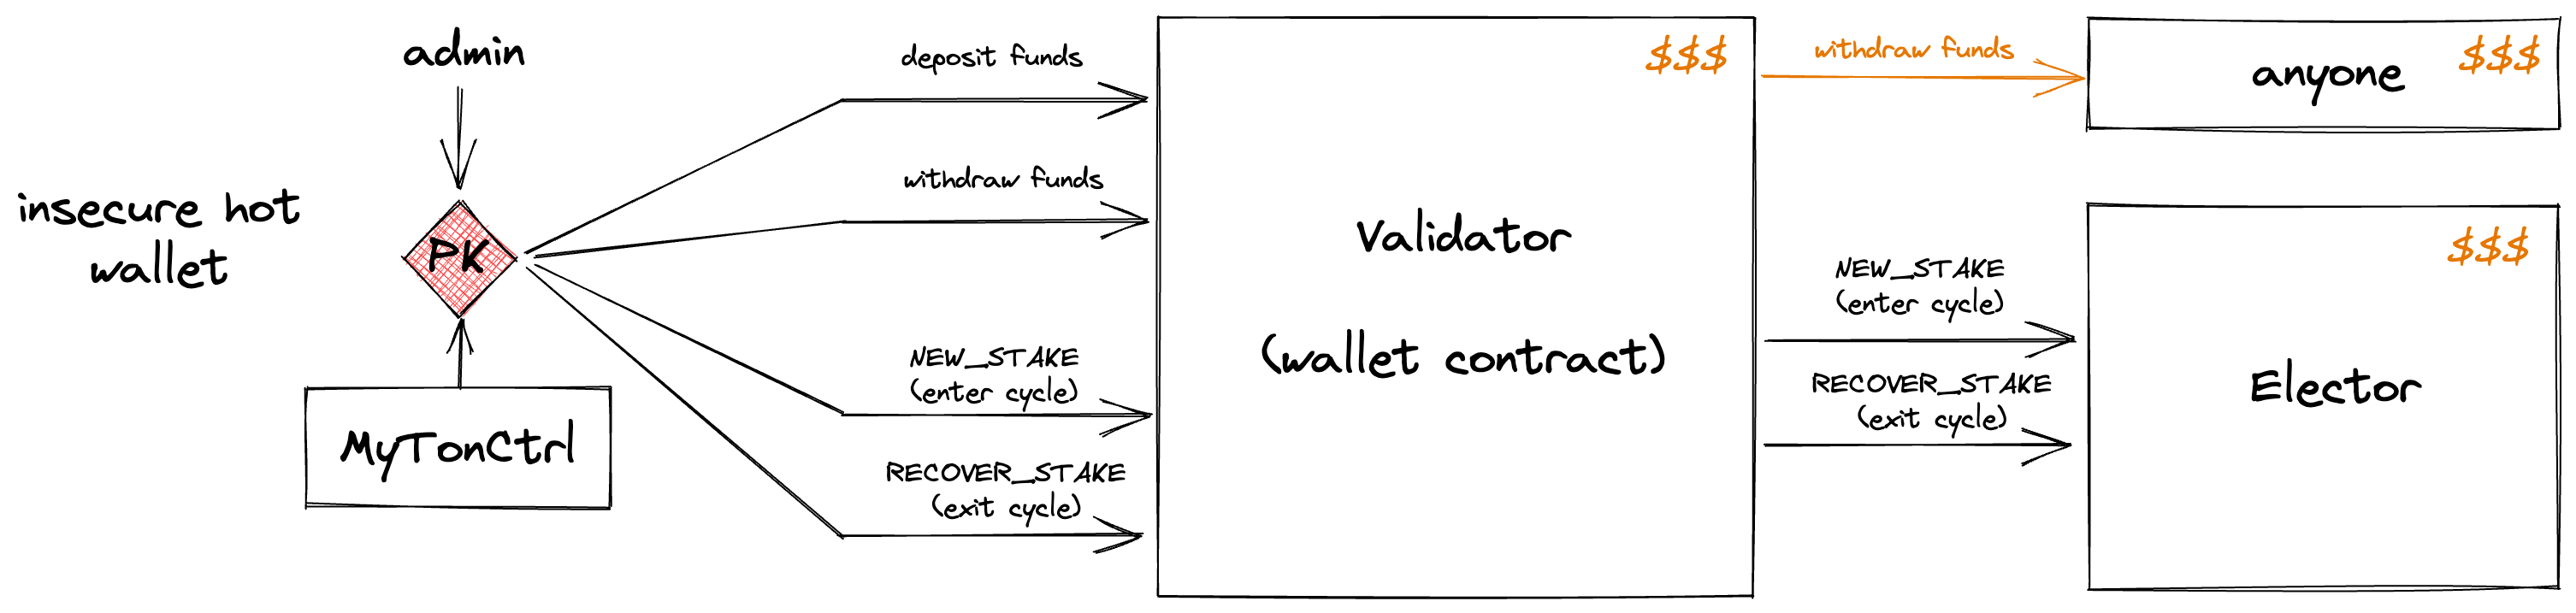 admin
insecure hot
wallet
PK
MyTonCtrl
deposit funds
withdraw funds
NEW_STAKE
(enter cycle)
RECOVER_STAKE
(exit cycle)
$$$
Validator
(wallet contract)
withdraw funds
$$$
anyone
NEW_STAKE
(enter cycle)
RECOVER_STAKE
(exit cycle)
$$$
Elector